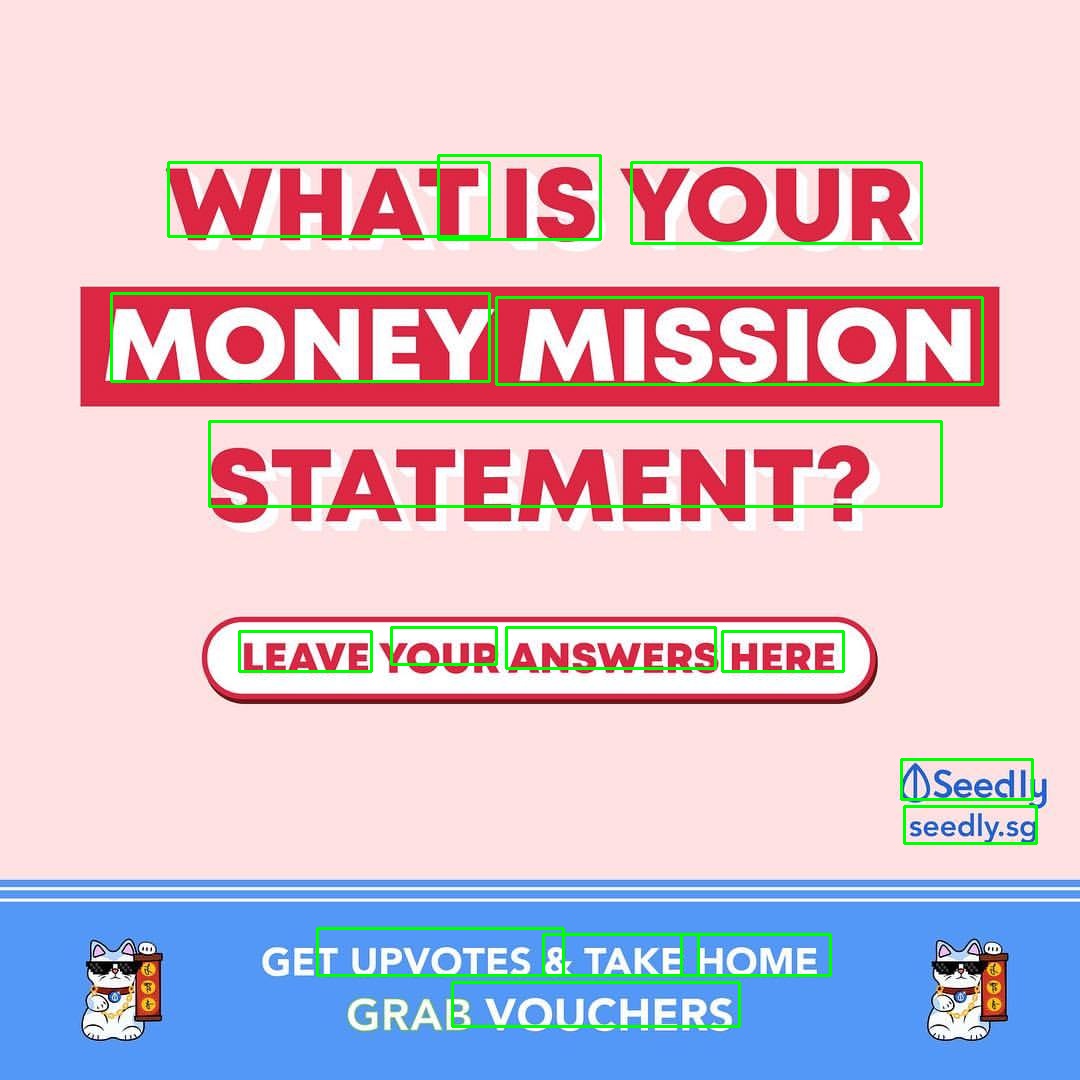 WHAT IS YOUR
MONEY MISSION
STATEMENT?
LEAVE YOUR ANSWERS HERE
Seedly
seedly.sg
GET UPVOTES & TAKE HOME
GRAB VOUCHERS